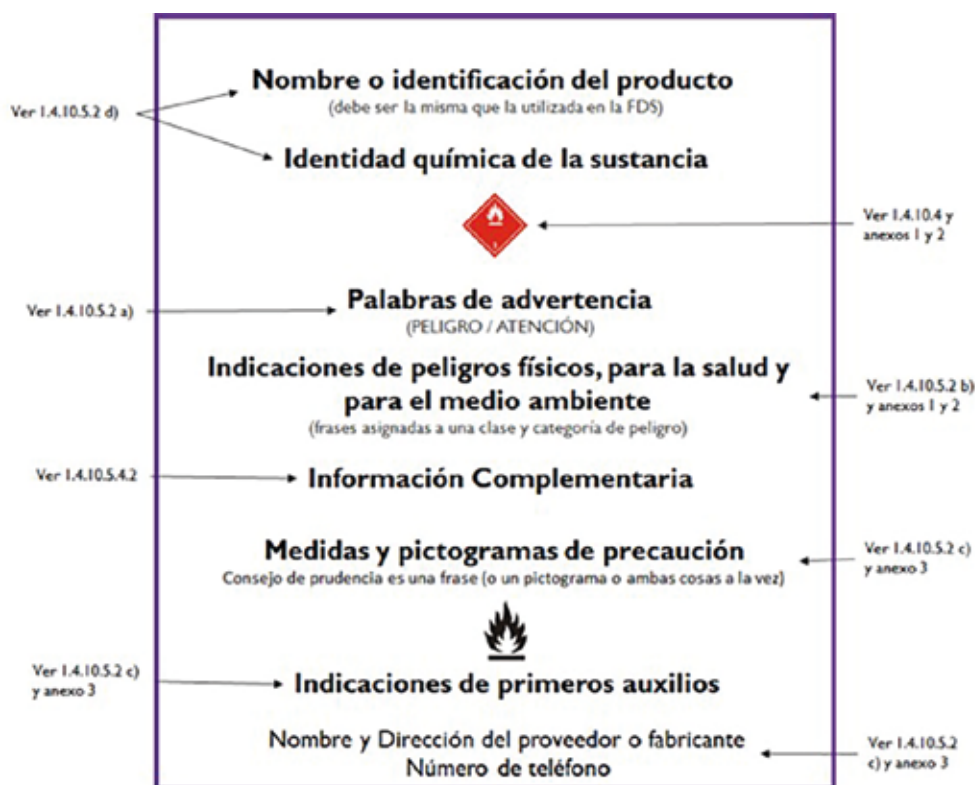 Nombre o identificación del producto
(debe ser la misma que la utilizada en la FDS)
Ver 1.4.10.5.2 d)
Identidad química de la sustancia
Ver 1.4.10.4 y
anexos 1 y 2
Palabras de advertencia
(PELIGRO / ATENCIÓN)
Ver 1.4.10.5.2 a)
Indicaciones de peligros físicos, para la salud y
para el medio ambiente
(frases asignadas a una clase y categoría de peligro)
Ver 1.4.10.5.2 b)
y anexos 1 y 2
Ver 1.4.10.5.4.2
Información Complementaria
Medidas y pictogramas de precaución
Consejo de prudencia es una frase (o un pictograma o ambas cosas a la vez)
Ver 1.4.10.5.2 c)
y anexo 3
Ver 1.4.10.5.2 c)
y anexo 3
Indicaciones de primeros auxilios
Nombre y Dirección del proveedor o fabricante
Número de teléfono
Ver 1.4.10.5.2
c) y anexo 3